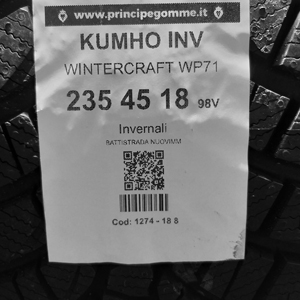 www.principegomme.it
KUMHO INV
WINTERCRAFT WP71
235 45 18 98V
Invernali
BATTISTRADA NUOVIMM
Cod: 1274 - 18 8